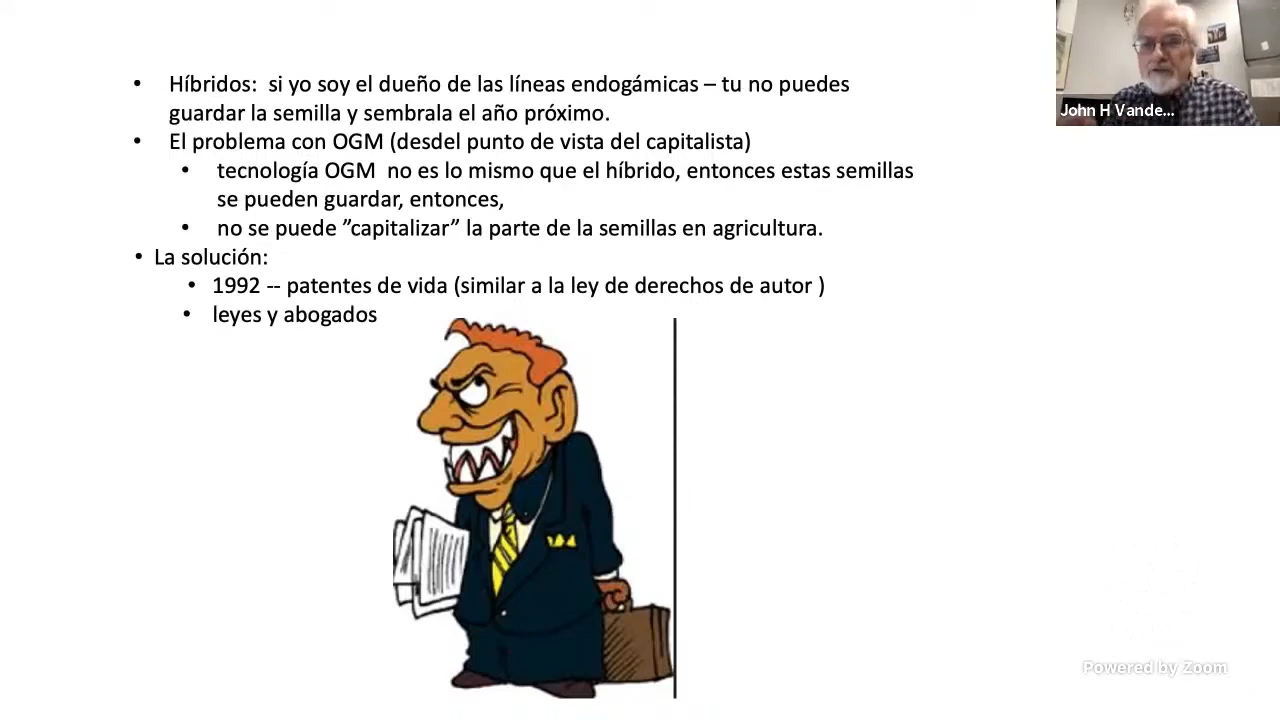 • Híbridos: si yo soy el dueño de las líneas endogámicas – tu no puedes
guardar la semilla y sembrala el año próximo.
• El problema con OGM (desdel punto de vista del capitalista)
• tecnología OGM no es lo mismo que el híbrido, entonces estas semillas
se pueden guardar, entonces,
• no se puede ”capitalizar” la parte de la semillas en agricultura.
• La solución:
• 1992 -- patentes de vida (similar a la ley de derechos de autor )
• leyes y abogados
John H Vande...
Powered by Zoom